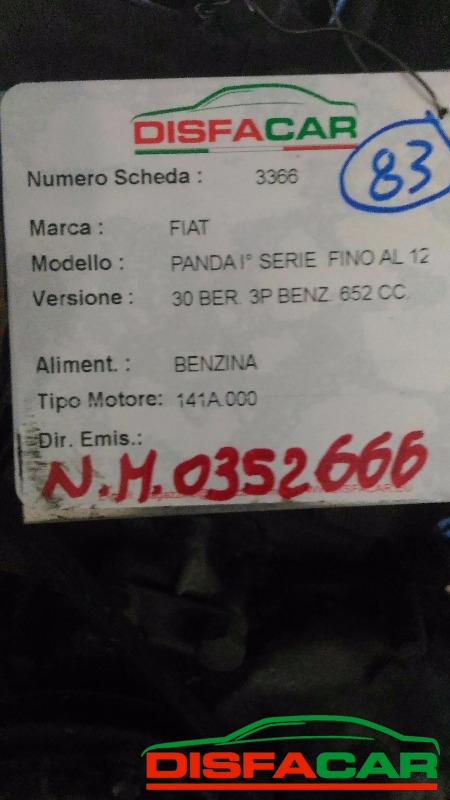 DISFACAR
83
Numero Scheda : 3366
Marca : FIAT
Modello : PANDA I° SERIE FINO AL 12
Versione : 30 BER. 3P BENZ. 652 CC.
Aliment. : BENZINA
Tipo Motore: 141A.000
Dir. Emis.:
N.M.0352666
DISFACAR